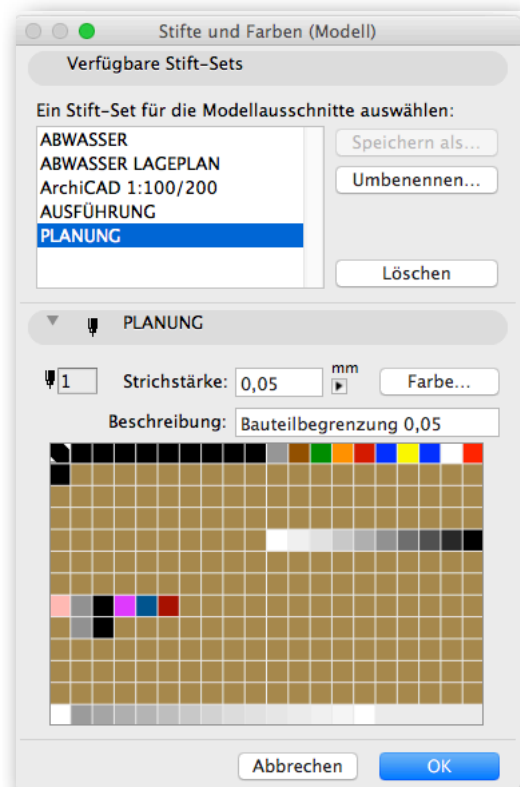 Stifte und Farben (Modell)
Verfügbare Stift-Sets
Ein Stift-Set für die Modellausschnitte auswählen:
ABWASSER
ABWASSER LAGEPLAN
ArchiCAD 1:100/200
AUSFÜHRUNG
PLANUNG
Speichern als...
Umbenennen...
Löschen
PLANUNG
1 Strichstärke: 0,05 mm Farbe...
Beschreibung: Bauteilbegrenzung 0,05
Abbrechen OK